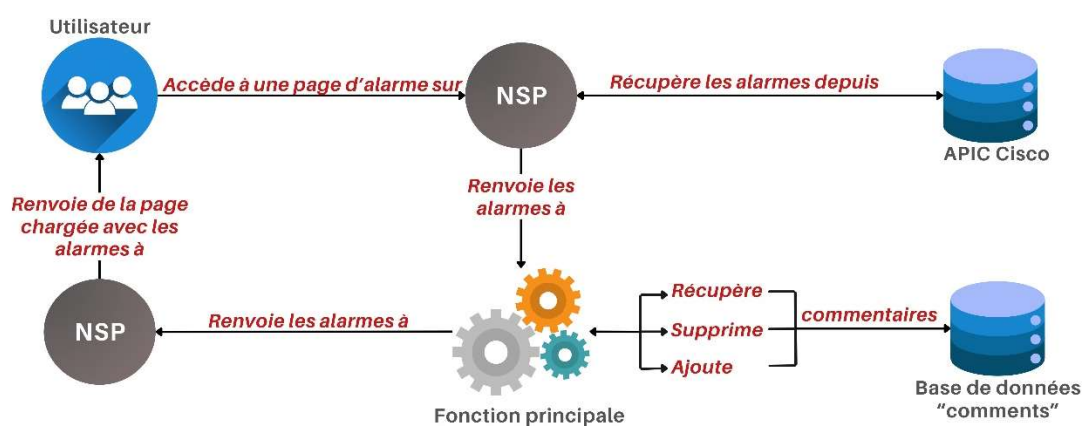 Utilisateur
Accède à une page d'alarme sur
NSP
Récupère les alarmes depuis
APIC Cisco
Renvoie les
alarmes à
Renvoie de la page
chargée avec les
alarmes à
NSP
Renvoie les alarmes à
Fonction principale
Récupère
Supprime
Ajoute
commentaires
Base de données
“comments”